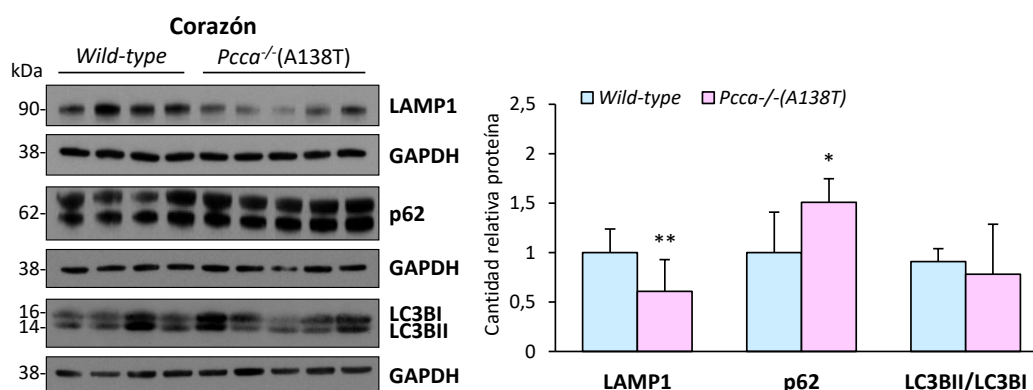 Corazón
Wild-type Pcca-/-(A138T)
kDa
90- LAMP1
38- GAPDH
62- p62
38- GAPDH
16- LC3BI
14- LC3BII
38- GAPDH
Wild-type Pcca-/-(A138T)
Cantidad relativa proteína
2,5
2
1,5
1
0,5
0
**
*
LAMP1 p62 LC3BII/LC3BI